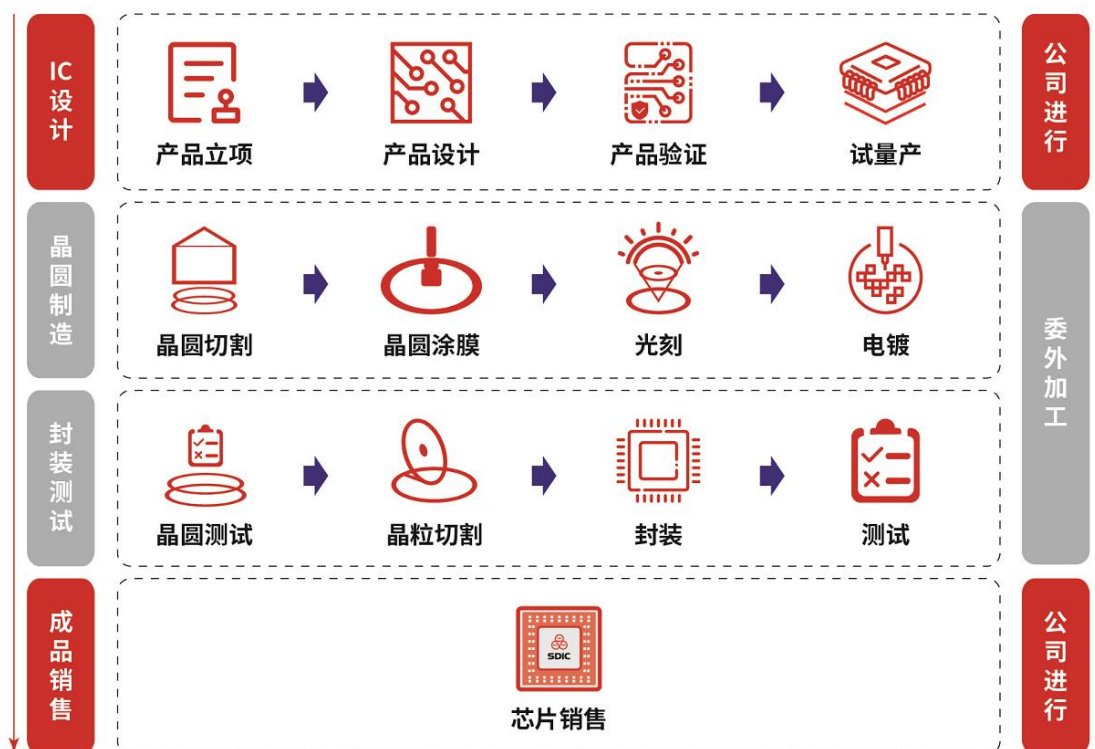 IC设计
公司进行
产品立项
产品设计
产品验证
试量产
晶圆制造
委外加工
晶圆切割
晶圆涂膜
光刻
电镀
封装测试
晶圆测试
晶粒切割
封装
测试
成品销售
公司进行
SDIC
芯片销售